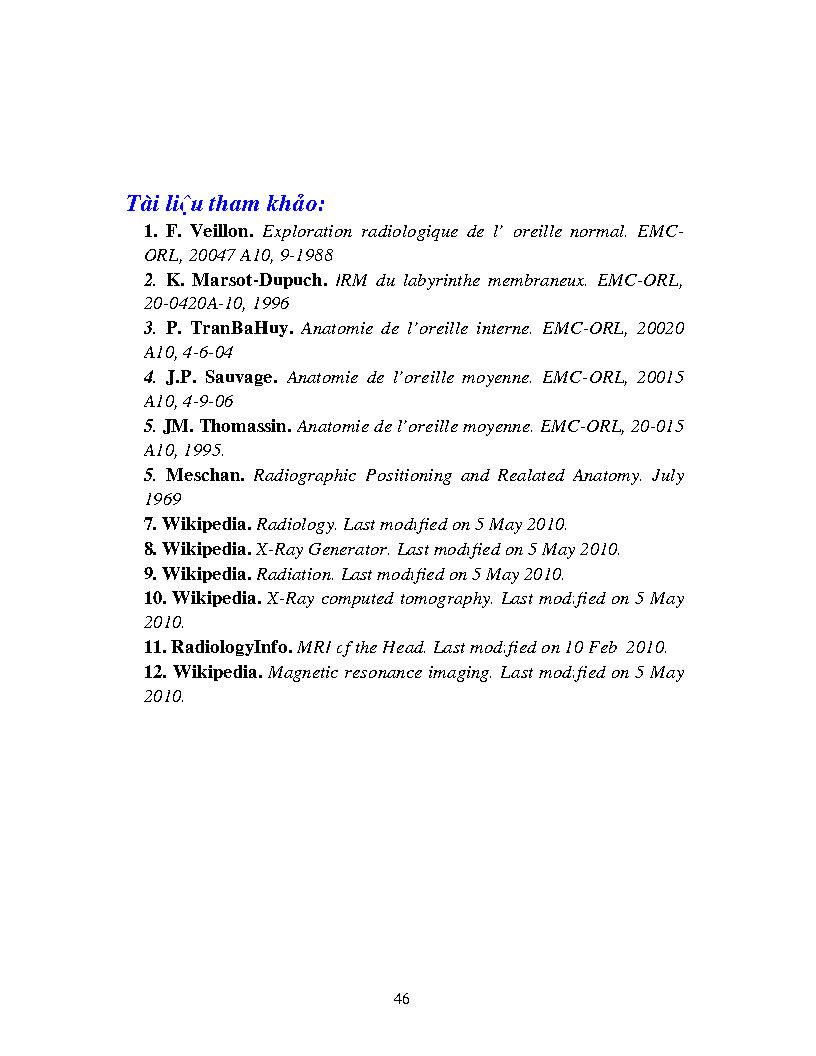 Tài liệu tham khảo:
1. F. Veillon. Exploration radiologique de l' oreille normal. EMC-
ORL, 20047 A10, 9-1988
2. K. Marsot-Dupuch. IRM du labyrinthe membraneux. EMC-ORL,
20-0420A-10, 1996
3. P. TranBaHuy. Anatomie de l'oreille interne. EMC-ORL, 20020
A10, 4-6-04
4. J.P. Sauvage. Anatomie de l'oreille moyenne. EMC-ORL, 20015
A10, 4-9-06
5. JM. Thomassin. Anatomie de l'oreille moyenne. EMC-ORL, 20-015
A10, 1995.
5. Meschan. Radiographic Positioning and Realated Anatomy. July
1969
7. Wikipedia. Radiology. Last modified on 5 May 2010.
8. Wikipedia. X-Ray Generator. Last modified on 5 May 2010.
9. Wikipedia. Radiation. Last modified on 5 May 2010.
10. Wikipedia. X-Ray computed tomography. Last modified on 5 May
2010.
11. RadiologyInfo. MRI of the Head. Last modified on 10 Feb 2010.
12. Wikipedia. Magnetic resonance imaging. Last modified on 5 May
2010.
46